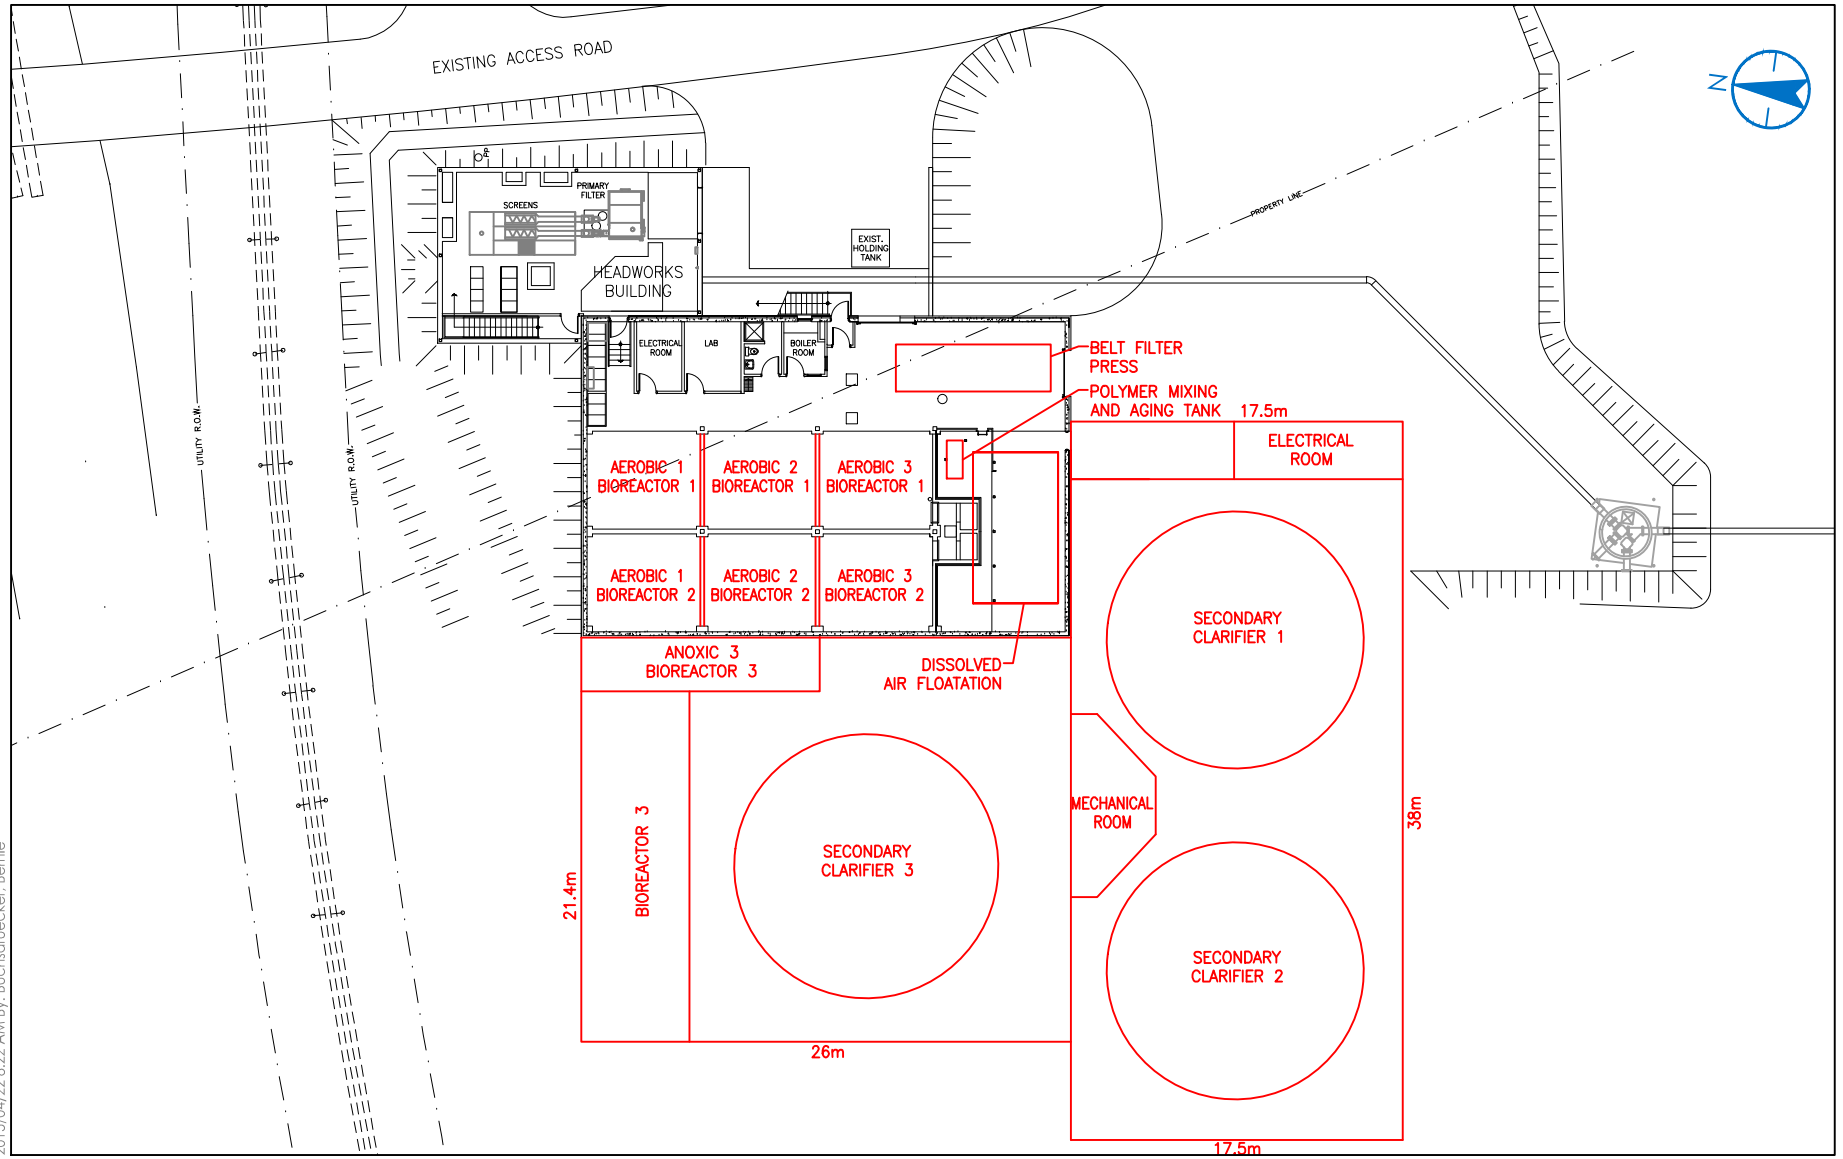 EXISTING ACCESS ROAD
N
PP
PRIMARY
FILTER
SCREENS
PROPERTY LINE
EXIST.
HOLDING
TANK
HEADWORKS
BUILDING
ELECTRICAL
ROOM
LAB
BOILER
ROOM
BELT FILTER
PRESS
POLYMER MIXING
AND AGING TANK
17.5m
ELECTRICAL
ROOM
UTILITY R.O.W.
UTILITY R.O.W.
AEROBIC 1
BIOREACTOR 1
AEROBIC 2
BIOREACTOR 1
AEROBIC 3
BIOREACTOR 1
AEROBIC 1
BIOREACTOR 2
AEROBIC 2
BIOREACTOR 2
AEROBIC 3
BIOREACTOR 2
SECONDARY
CLARIFIER 1
ANOXIC 3
BIOREACTOR 3
DISSOLVED
AIR FLOATATION
MECHANICAL
ROOM
38m
BIOREACTOR 3
SECONDARY
CLARIFIER 3
21.4m
SECONDARY
CLARIFIER 2
26m
17.5m